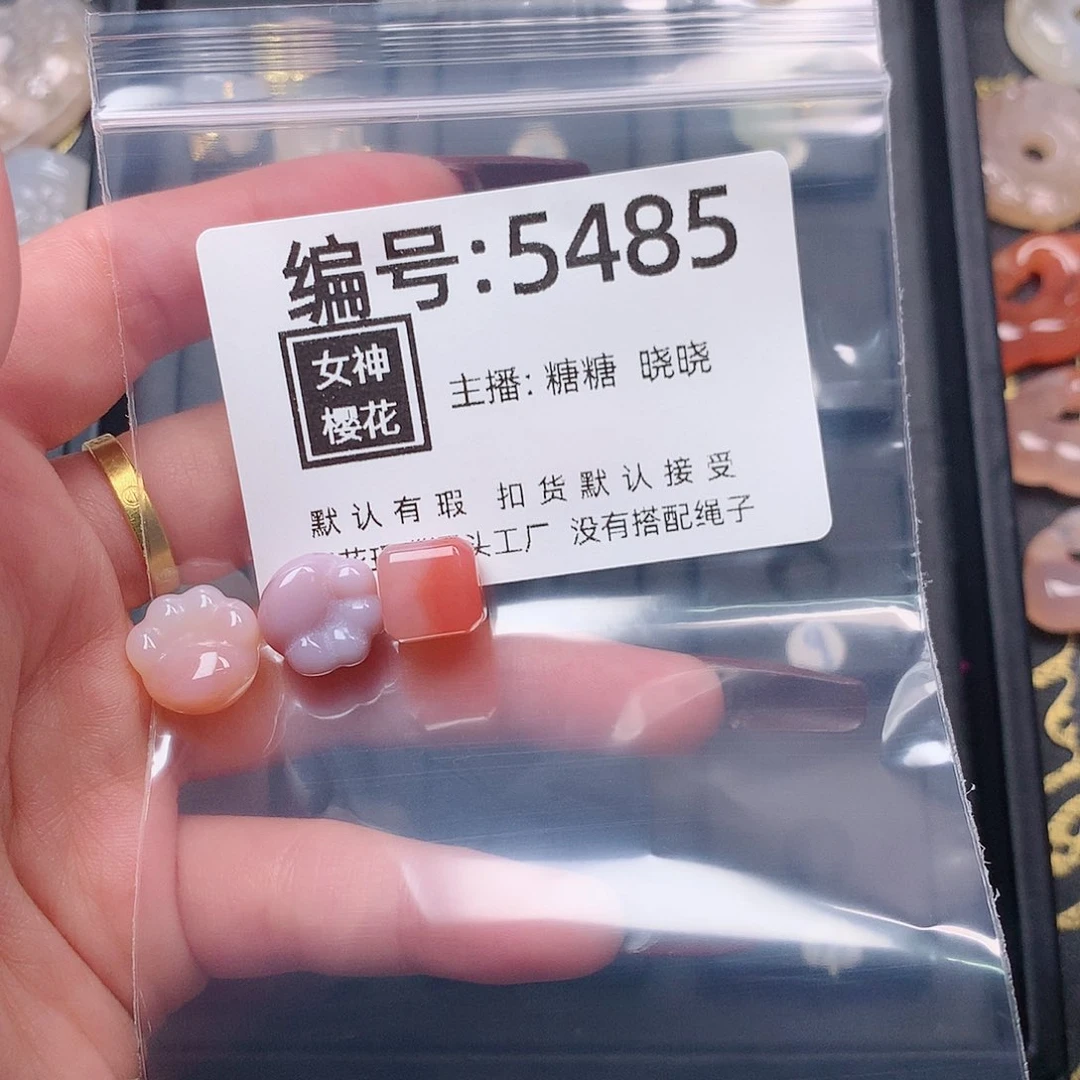 编号:5485
女神
樱花
主播: 糖糖 晓晓
默认有瑕 扣货默认接受
头工厂 没有搭配绳子